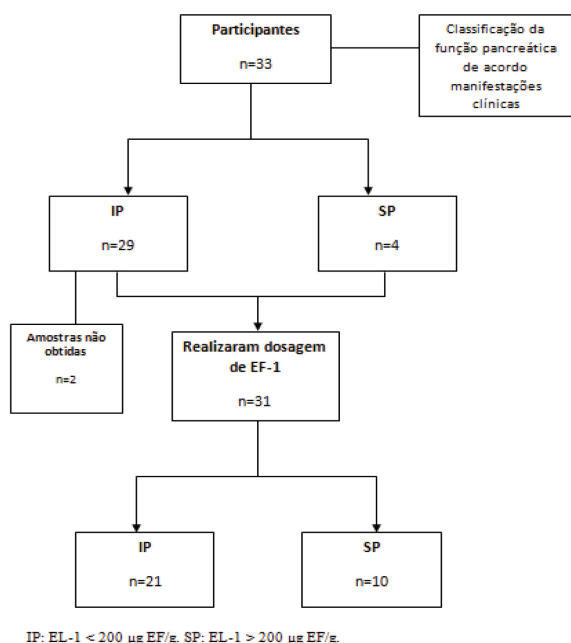 Participantes
n=33
Classificação da
função pancreática
de acordo
manifestações
clínicas
IP
n=29
SP
n=4
Amostras não
obtidas
n=2
Realizaram dosagem
de EF-1
n=31
IP
n=21
SP
n=10
IP: EL-1 < 200 µg EF/g. SP: EL-1 > 200 µg EF/g.